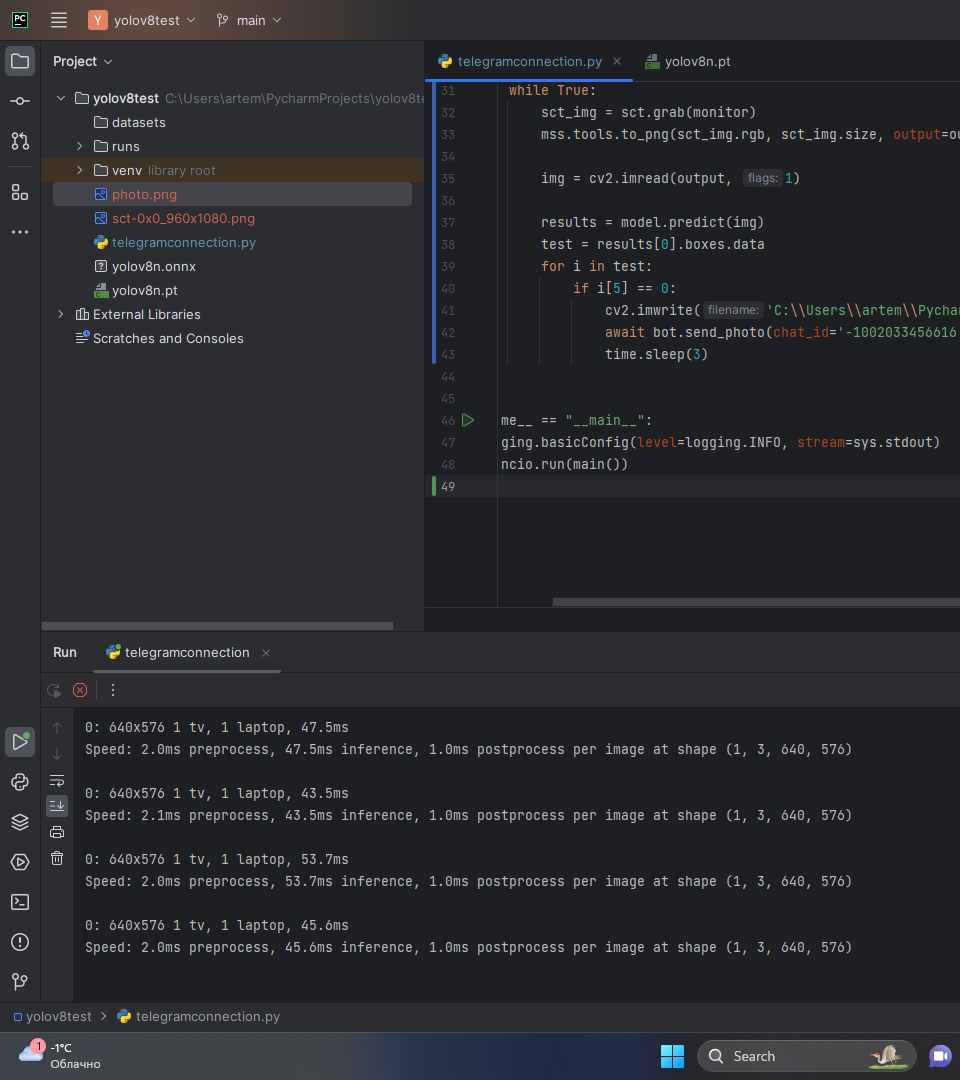 PC
Y yolov8test main
Project
telegramconnection.py
yolov8n.pt
yolov8test C:\Users\artem\PycharmProjects\yolov8te
datasets
runs
venv library root
photo.png
sct-0x0_960x1080.png
telegramconnection.py
yolov8n.onnx
yolov8n.pt
External Libraries
Scratches and Consoles
31 while True:
32 sct_img = sct.grab(monitor)
33 mss.tools.to_png(sct_img.rgb, sct_img.size, output=ou
34
35 img = cv2.imread(output, flags: 1)
36
37 results = model.predict(img)
38 test = results[0].boxes.data
39 for i in test:
40 if i[5] == 0:
41 cv2.imwrite( filename: 'C:\\Users\\artem\\Pychar
42 await bot.send_photo(chat_id='-1002033456616
43 time.sleep(3)
44
45
46 me__ == "__main__":
47 ging.basicConfig(level=logging.INFO, stream=sys.stdout)
48 ncio.run(main())
49
Run telegramconnection
0: 640x576 1 tv, 1 laptop, 47.5ms
Speed: 2.0ms preprocess, 47.5ms inference, 1.0ms postprocess per image at shape (1, 3, 640, 576)
0: 640x576 1 tv, 1 laptop, 43.5ms
Speed: 2.1ms preprocess, 43.5ms inference, 1.0ms postprocess per image at shape (1, 3, 640, 576)
0: 640x576 1 tv, 1 laptop, 53.7ms
Speed: 2.0ms preprocess, 53.7ms inference, 1.0ms postprocess per image at shape (1, 3, 640, 576)
0: 640x576 1 tv, 1 laptop, 45.6ms
Speed: 2.0ms preprocess, 45.6ms inference, 1.0ms postprocess per image at shape (1, 3, 640, 576)
yolov8test > telegramconnection.py
1
-1°C
Облачно
Search